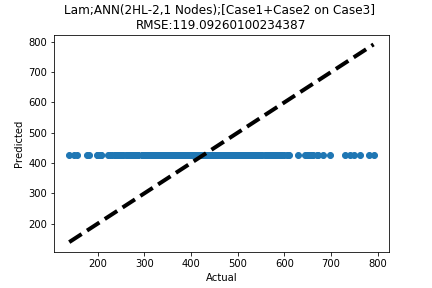 Lam;ANN(2HL-2,1 Nodes);[Case1+Case2 on Case3]
RMSE:119.09260100234387
800
700
600
500
400
300
200
Predicted
200 300 400 500 600 700 800
Actual